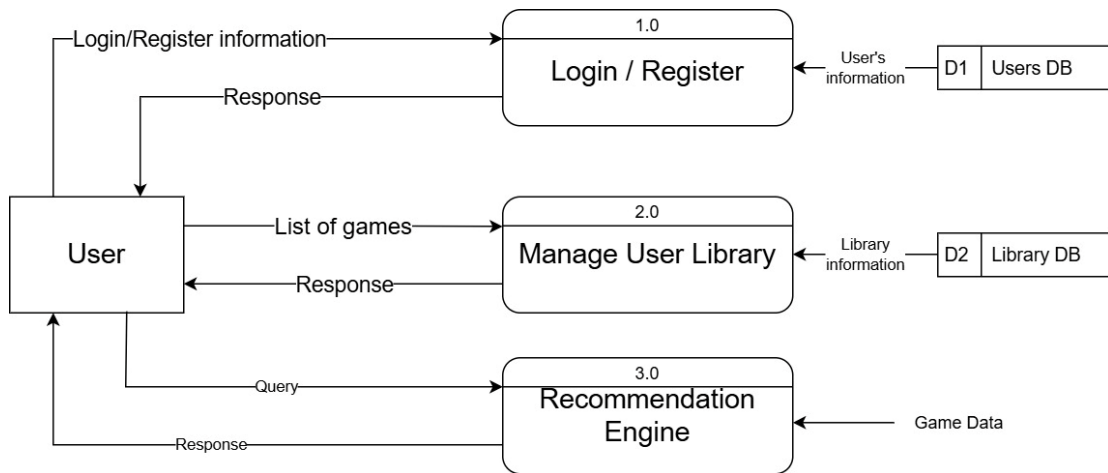 1.0
Login/Register information
Login / Register
User's
information
D1
Users DB
Response
2.0
List of games
User
Manage User Library
Library
information
D2
Library DB
Response
3.0
Query
Recommendation
Engine
Game Data
Response